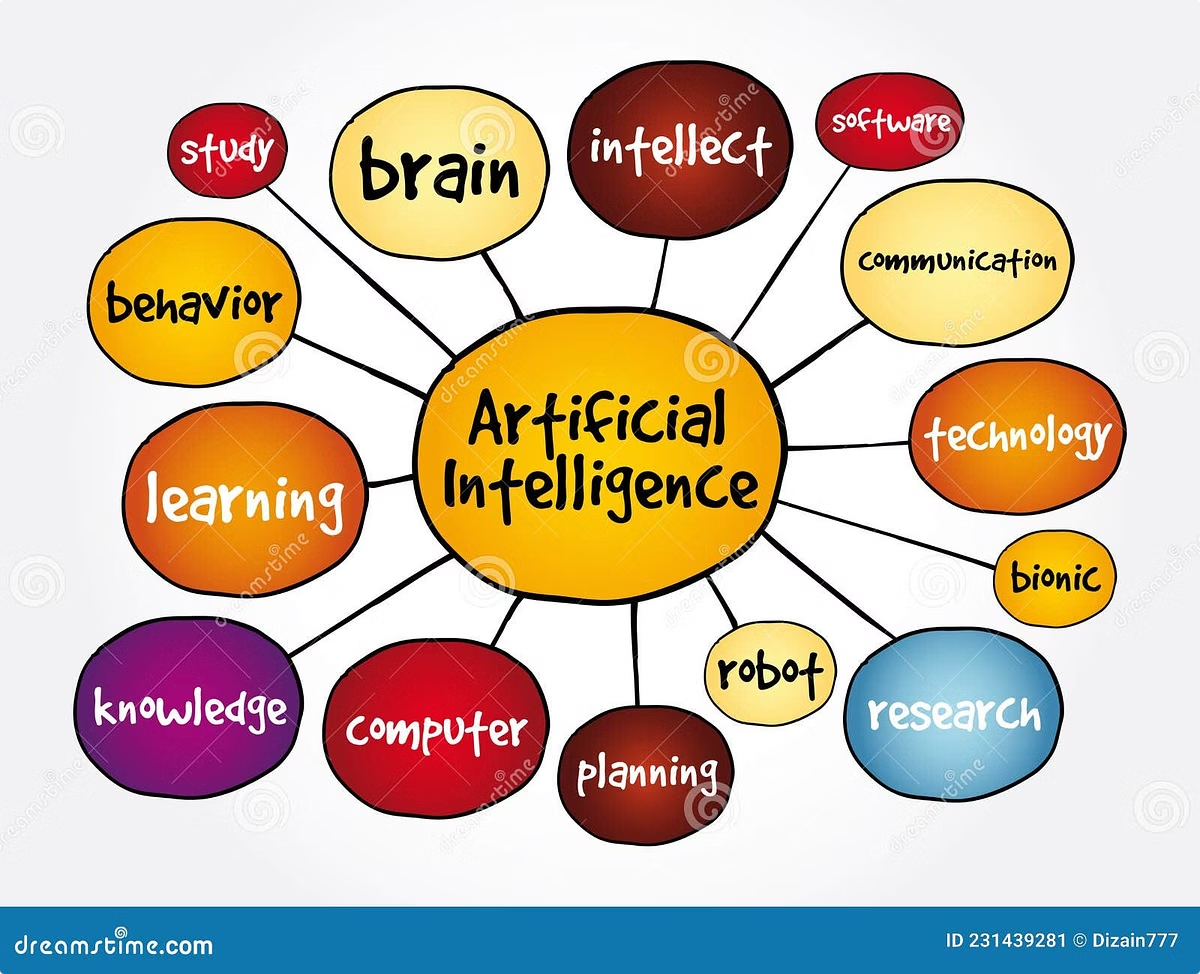 study
brain
intellect
software
communication
behavior
technology
Artificial
Intelligence
learning
bionic
robot
knowledge
computer
planning
research
dreamstime.com
ID 231439281 © Dizain777